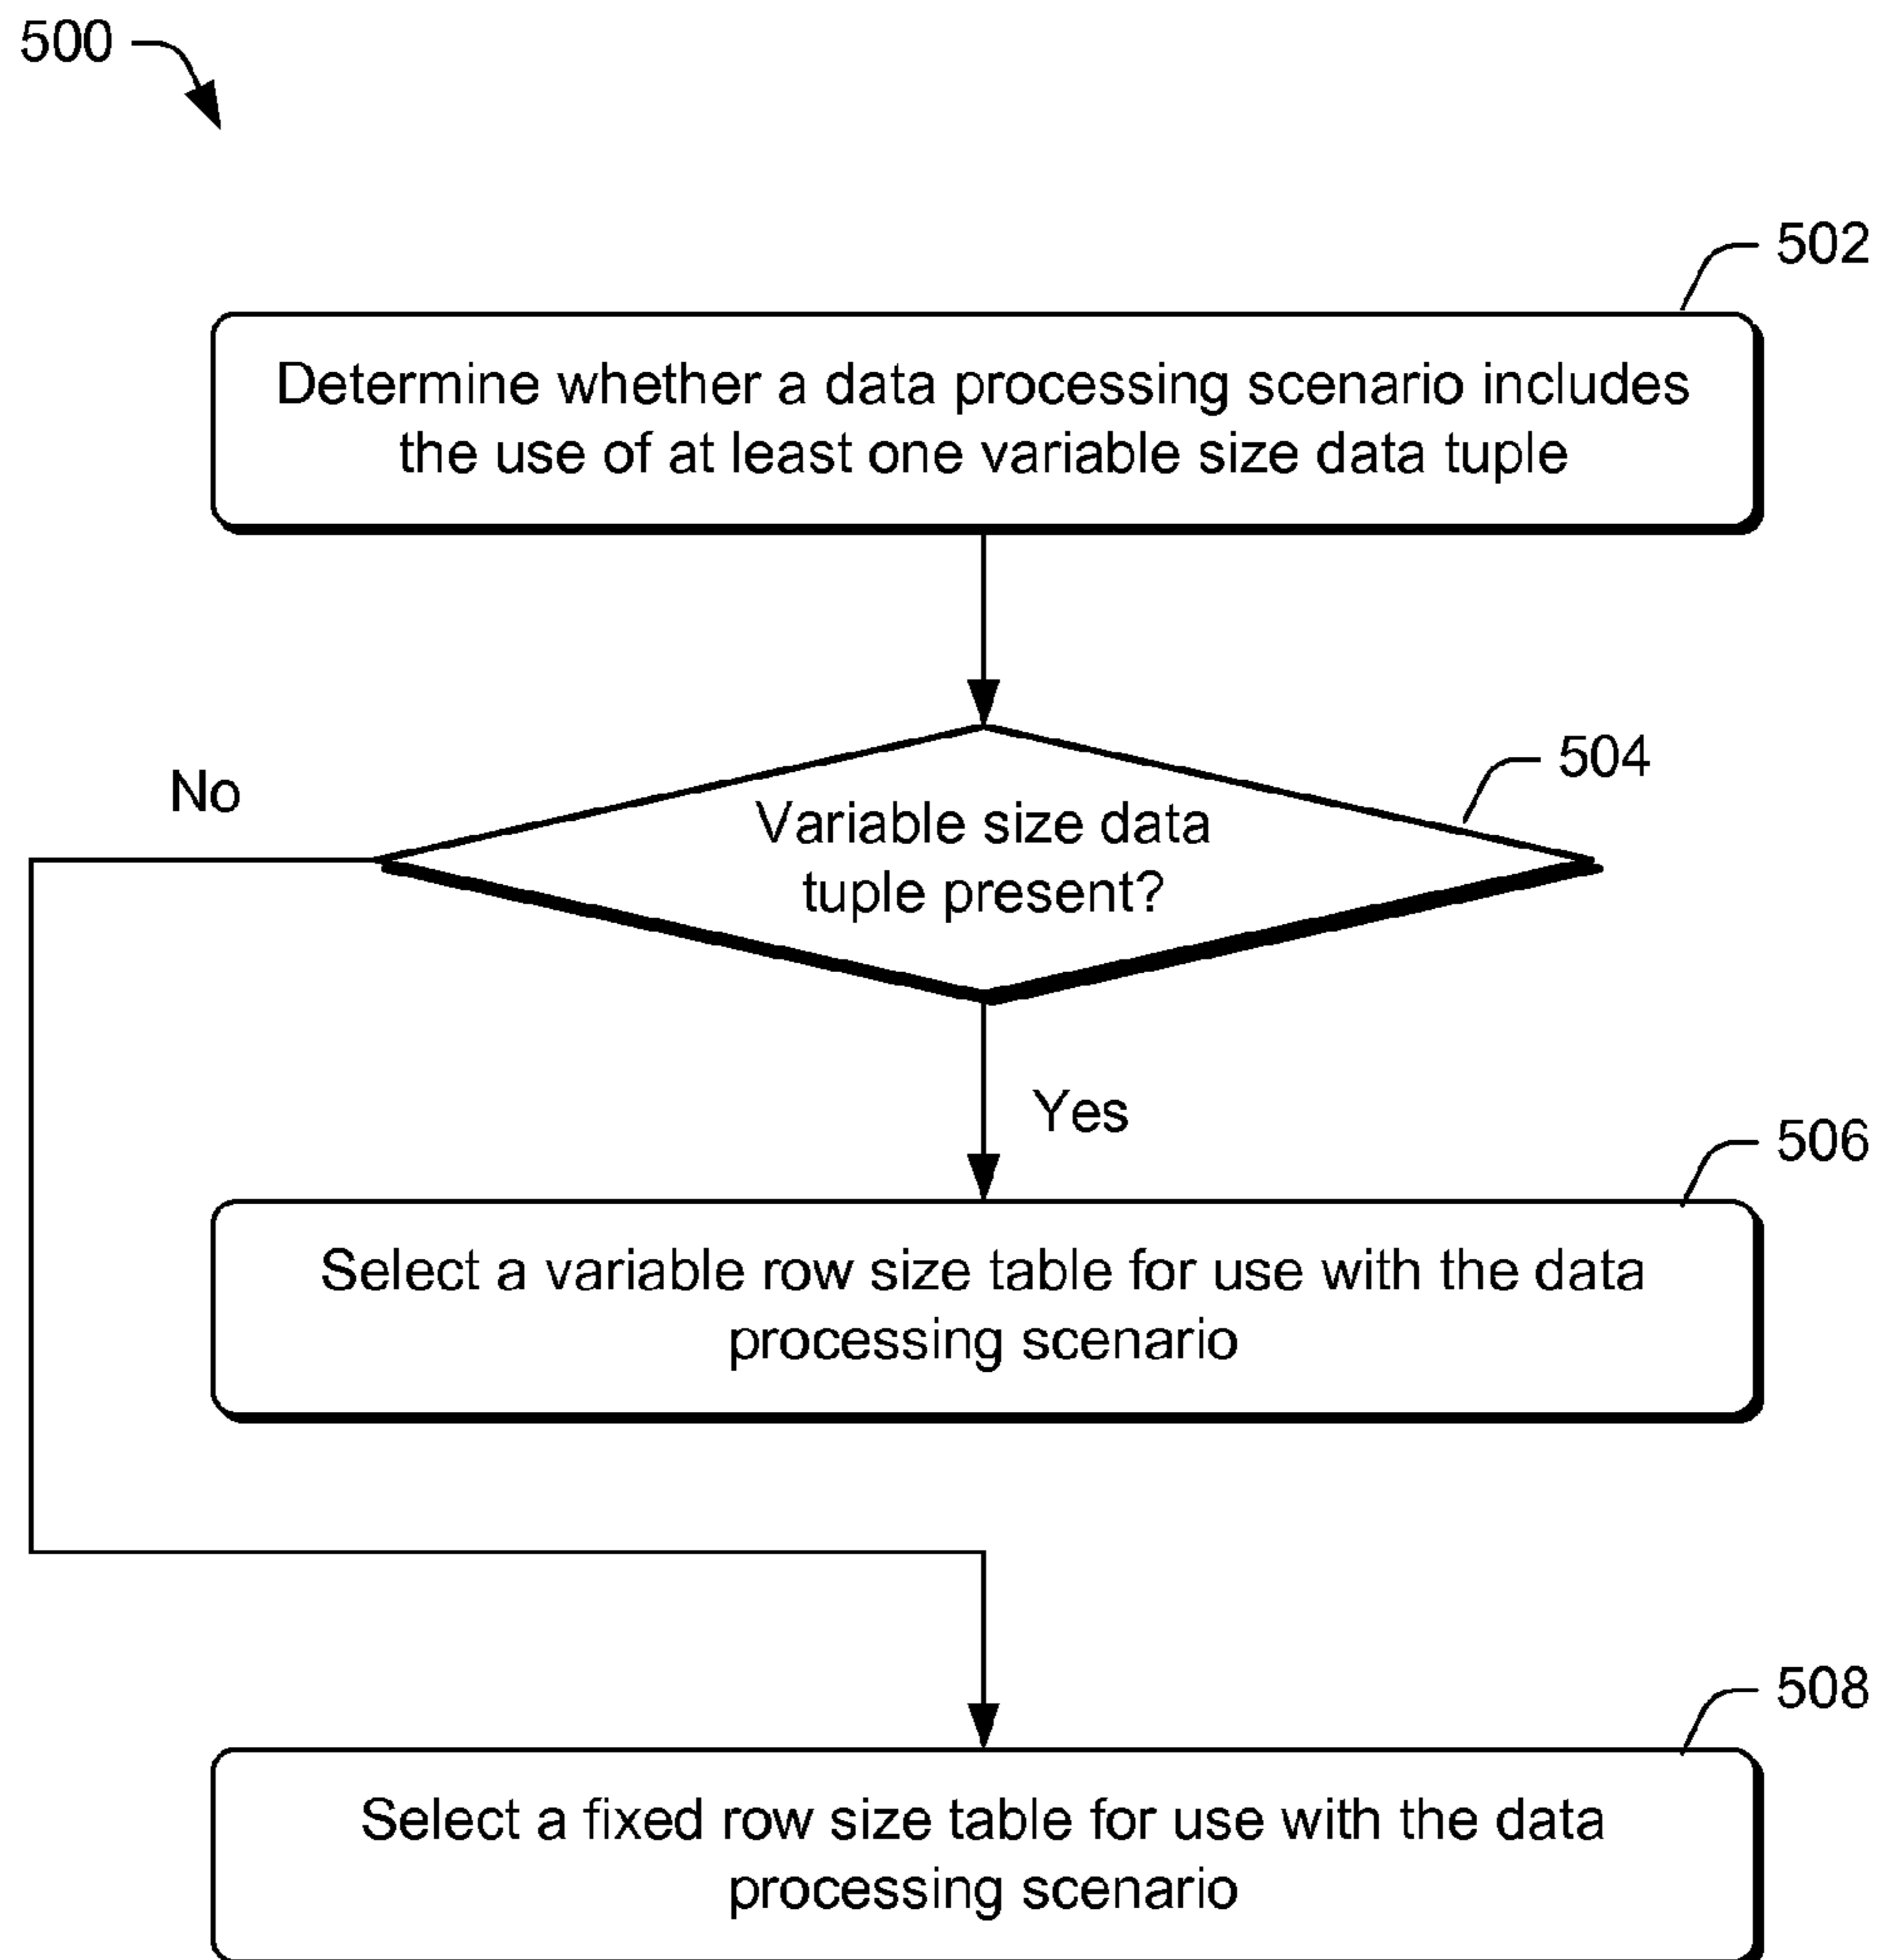 500
502
Determine whether a data processing scenario includes
the use of at least one variable size data tuple
504
No
Variable size data
tuple present?
Yes
506
Select a variable row size table for use with the data
processing scenario
508
Select a fixed row size table for use with the data
processing scenario